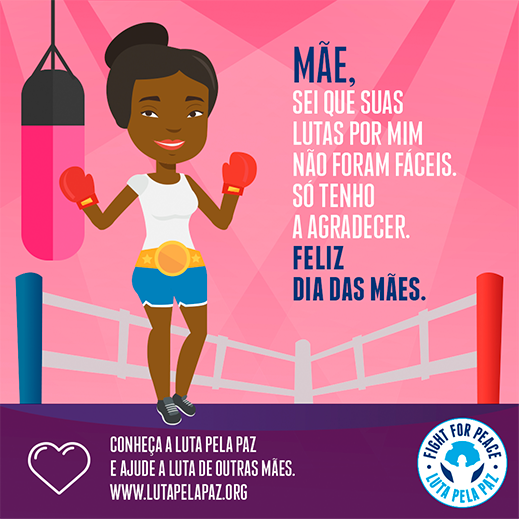 MÃE,
SEI QUE SUAS
LUTAS POR MIM
NÃO FORAM FÁCEIS.
SÓ TENHO
A AGRADECER.
FELIZ
DIA DAS MÃES.
CONHEÇA A LUTA PELA PAZ
E AJUDE A LUTA DE OUTRAS MÃES.
WWW.LUTAPELAPAZ.ORG
FIGHT FOR PEACE
LUTA PELA PAZ